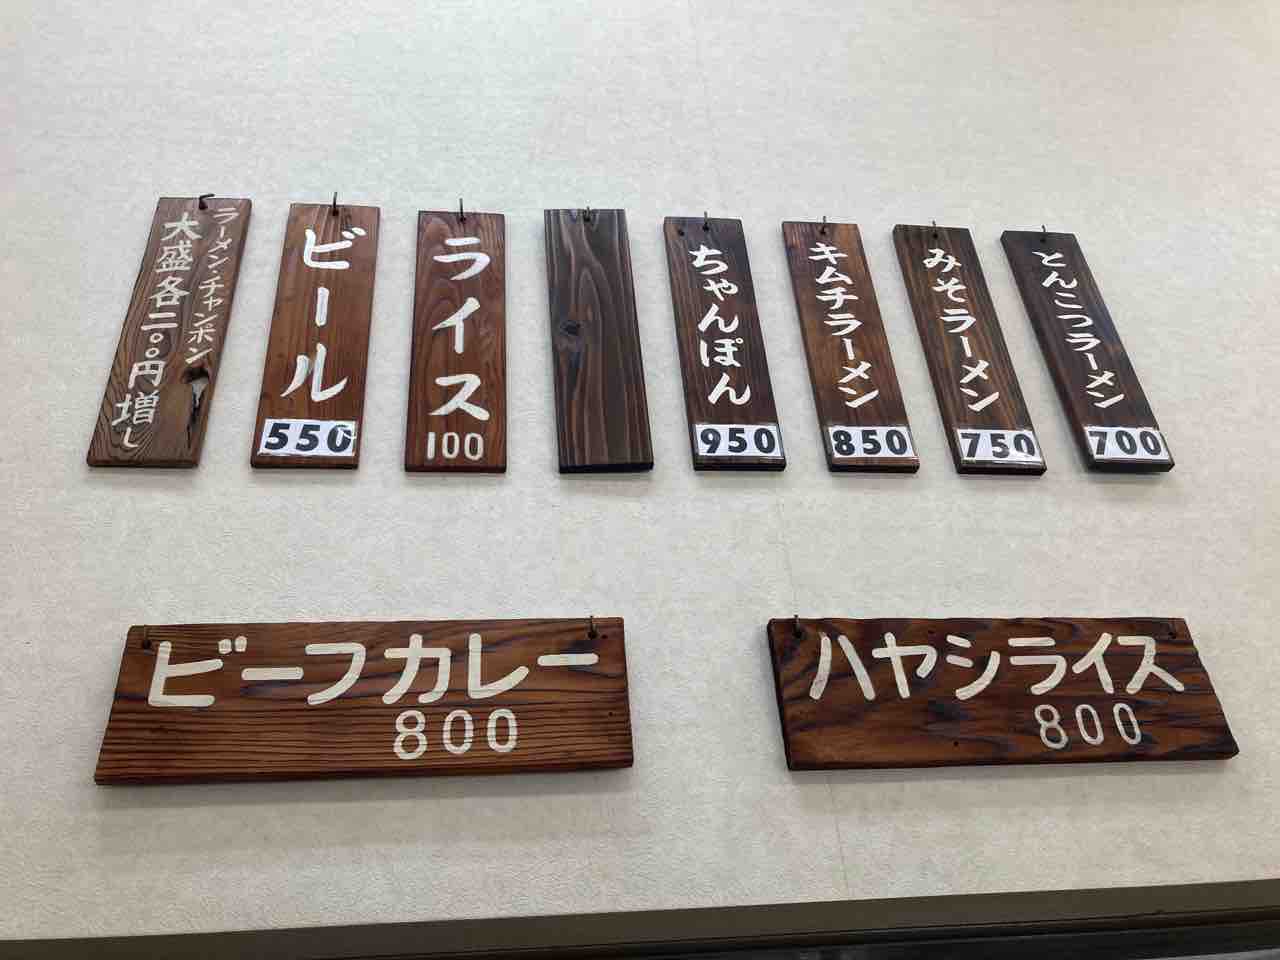 とんこつラーメン
700
みそラーメン
750
キムチラーメン
850
ちゃんぽん
950
ライス
100
ビール
550
ラーメン・チャンポン
大盛各二〇〇円増し
ビーフカレー
800
ハヤシライス
800